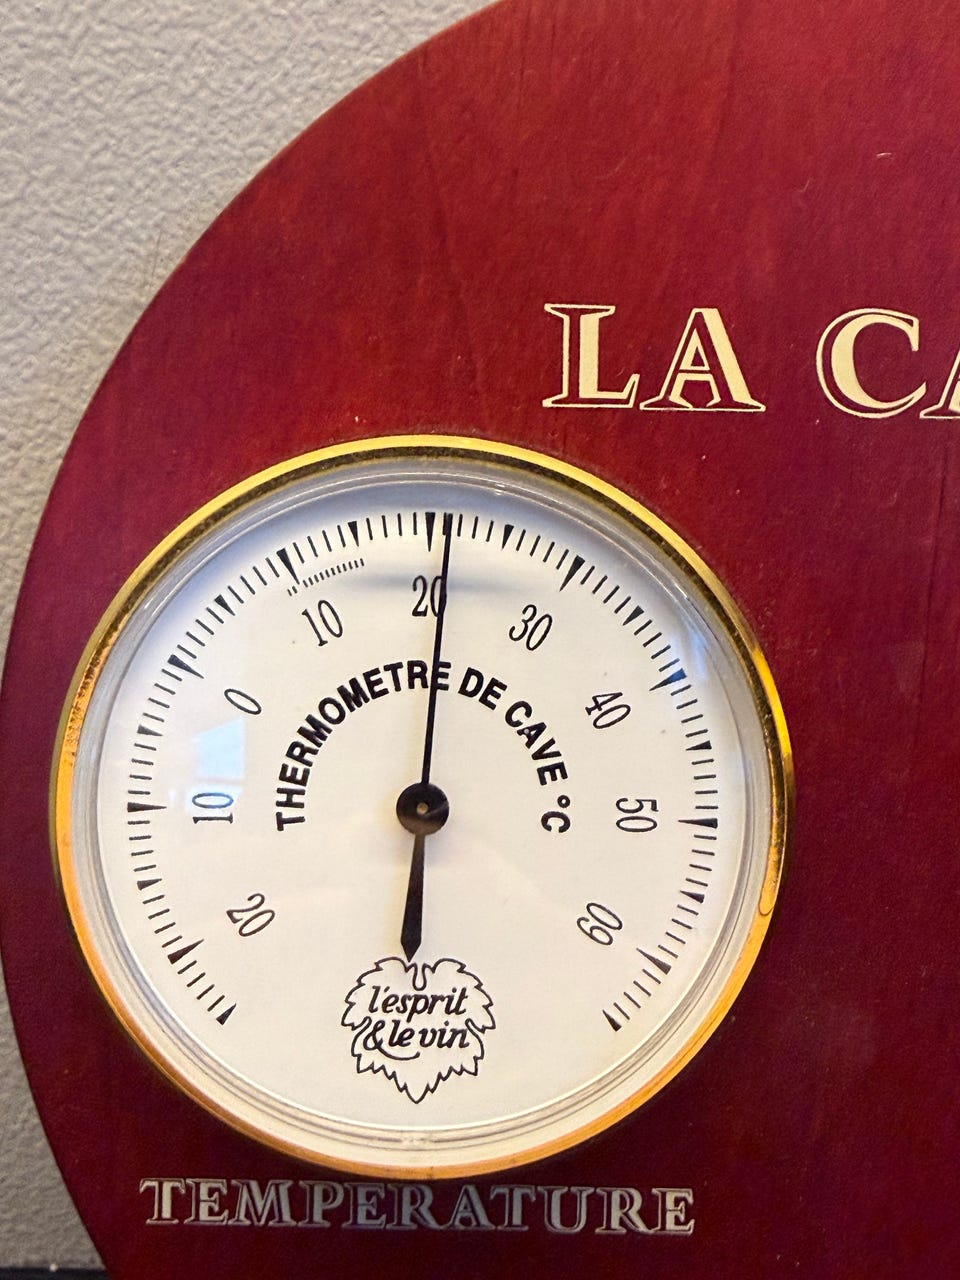 LA CA
20
10
30
0
40
10
50
20
60
THERMOMETRE DE CAVE °C
l'esprit
& le vin
TEMPERATURE